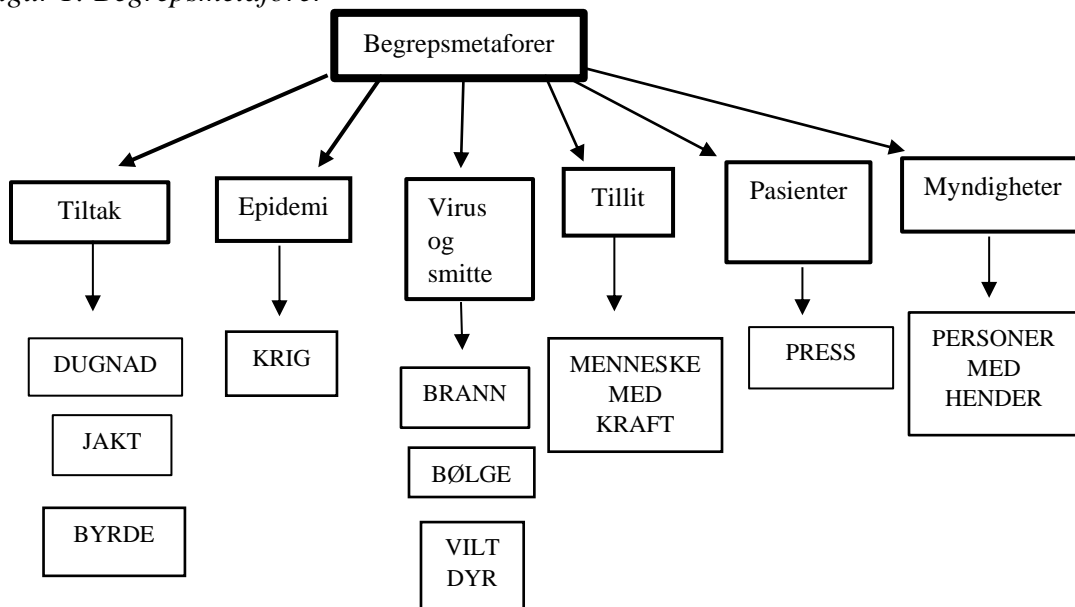 Begrepsmetaforer
Tiltak
Epidemi
Virus
og
smitte
Tillit
Pasienter
Myndigheter
DUGNAD
JAKT
BYRDE
KRIG
BRANN
BØLGE
VILT
DYR
MENNESKE
MED
KRAFT
PRESS
PERSONER
MED
HENDER